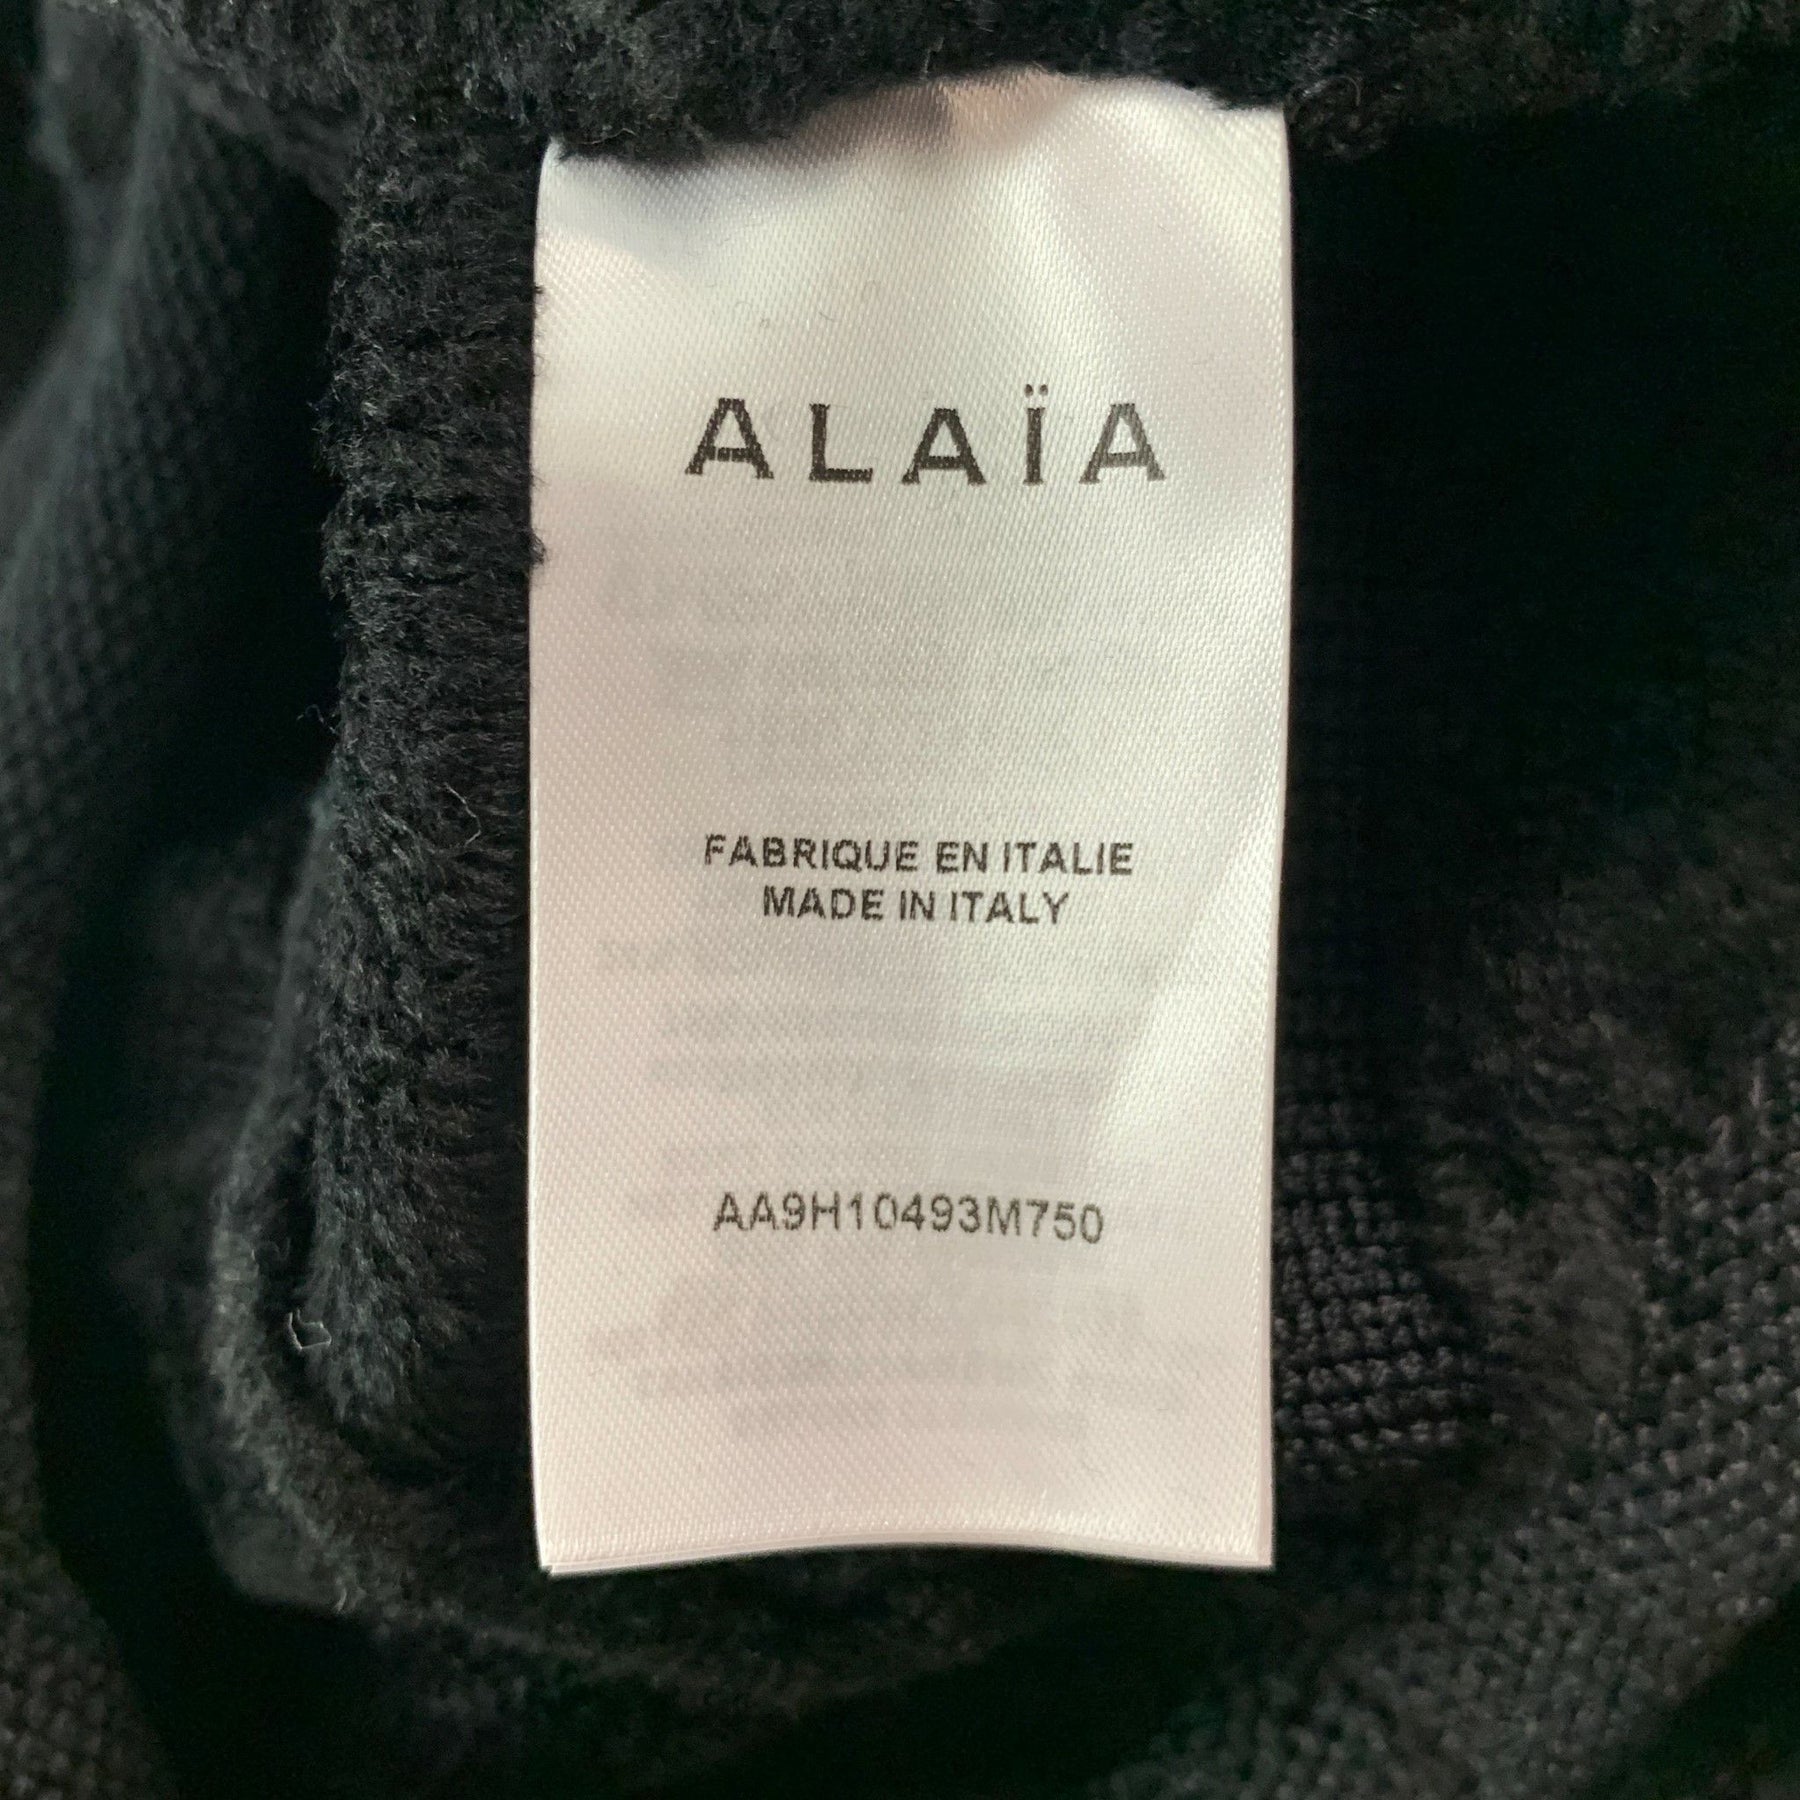 ALAÏA
FABRIQUE EN ITALIE
MADE IN ITALY
AA9H10493M750